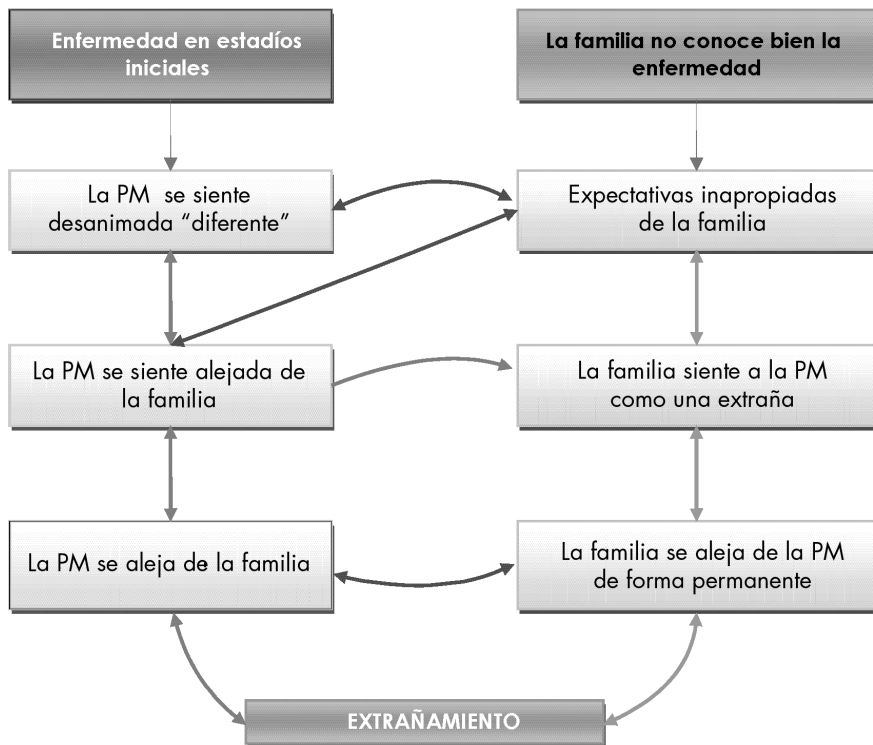 Enfermedad en estadíos
iniciales
La familia no conoce bien la
enfermedad
La PM se siente
desanimada “diferente”
Expectativas inapropiadas
de la familia
La PM se siente alejada de
la familia
La familia siente a la PM
como una extraña
La PM se aleja de la familia
La familia se aleja de la PM
de forma permanente
EXTRAÑAMIENTO